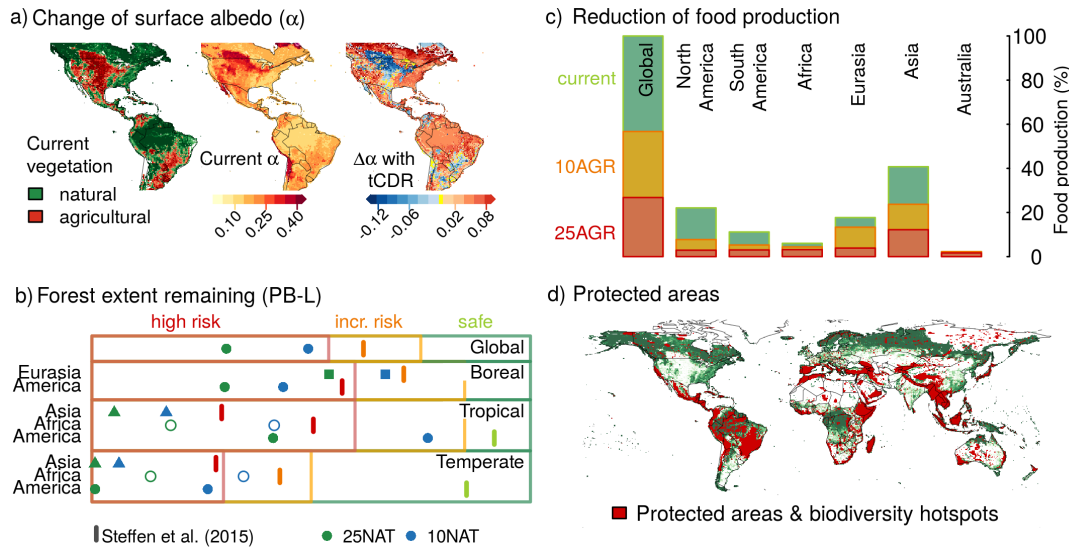 a) Change of surface albedo (α)
Current
vegetation
natural
agricultural
Current α
0.10
0.25
0.40
Δα with
tCDR
-0.12
-0.06
0.02
0.08
b) Forest extent remaining (PB-L)
high risk
incr. risk
safe
Global
Eurasia
America
Boreal
Asia
Africa
America
Tropical
Asia
Africa
America
Temperate
Steffen et al. (2015)
25NAT
10NAT
c) Reduction of food production
current
10AGR
25AGR
Global
North
America
South
America
Africa
Eurasia
Asia
Australia
100
80
60
40
20
0
Food production (%)
d) Protected areas
Protected areas & biodiversity hotspots